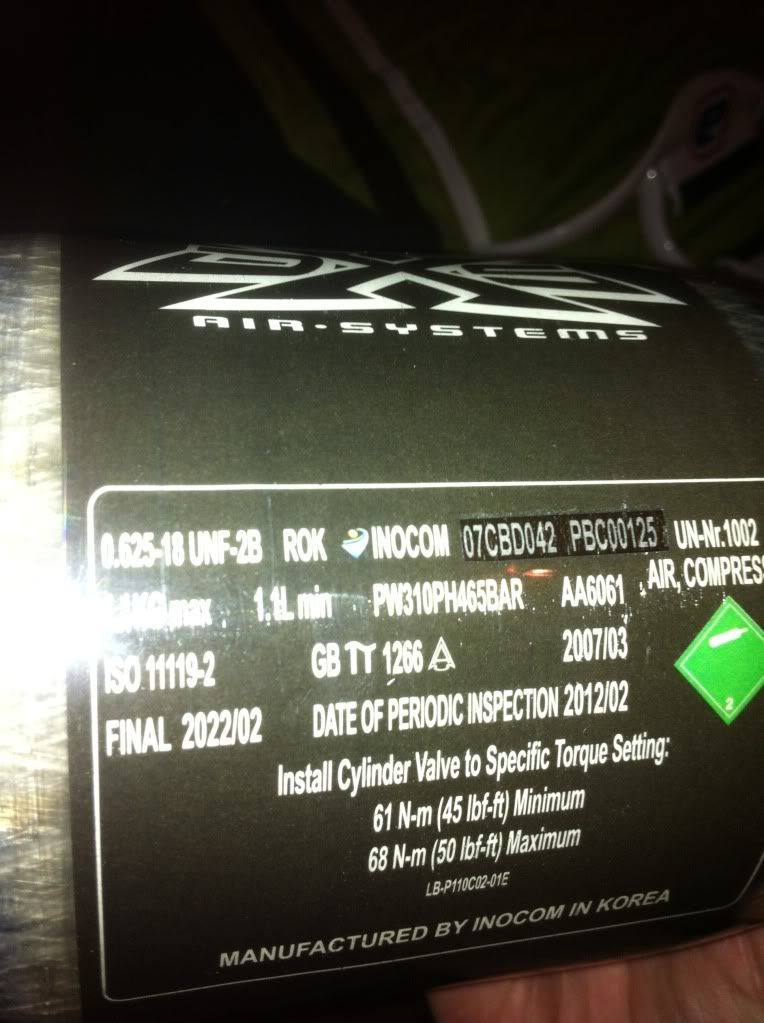 AIR·SYSTEMS
0.625-18 UNF-2B ROK INOCOM 07CBD042 PBC00125 UN-Nr.1002
max 1.1L min PW310PH465BAR AA6061 AIR, COMPRESS
ISO 11119-2 GB 1266 2007/03
2
FINAL 2022/02 DATE OF PERIODIC INSPECTION 2012/02
Install Cylinder Valve to Specific Torque Setting:
61 N-m (45 lbf-ft) Minimum
68 N-m (50 lbf-ft) Maximum
LB-P110C02-01E
MANUFACTURED BY INOCOM IN KOREA